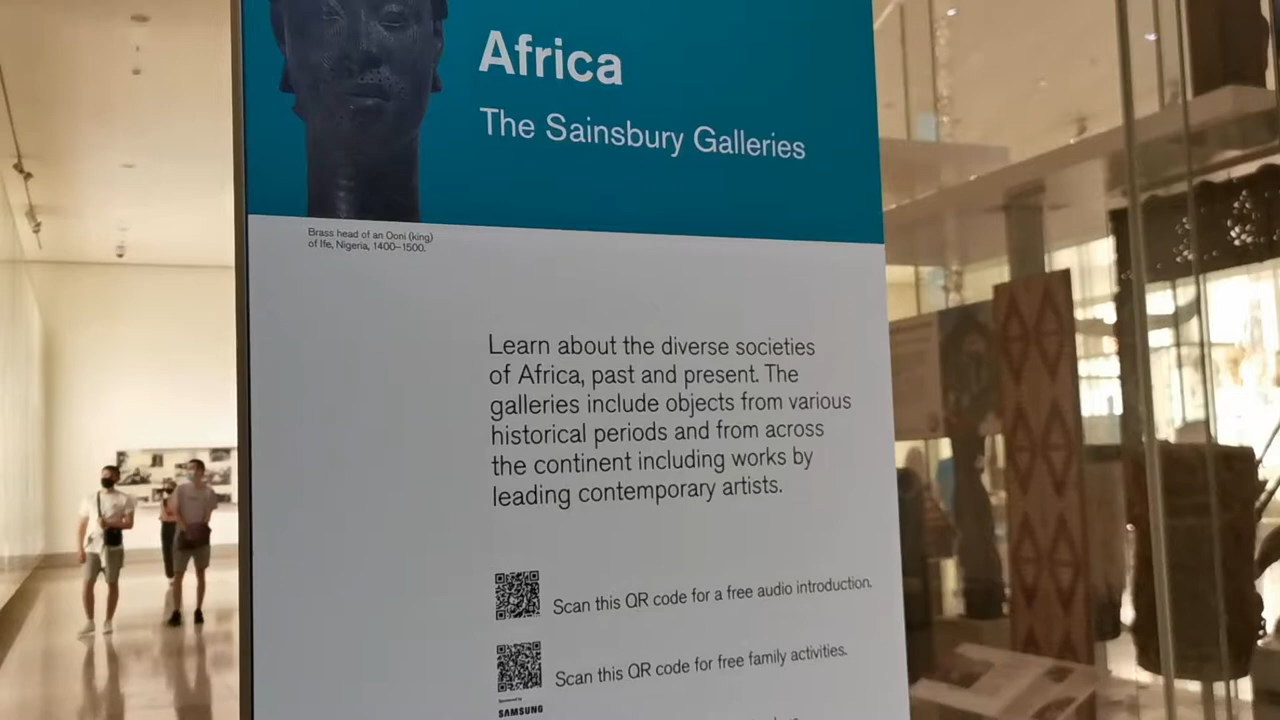 Africa
The Sainsbury Galleries
Brass head of an Ooni (king)
of Ife, Nigeria, 1400–1500.
Learn about the diverse societies
of Africa, past and present. The
galleries include objects from various
historical periods and from across
the continent including works by
leading contemporary artists.
Scan this QR code for a free audio introduction.
Scan this QR code for free family activities.
Sponsored by
SAMSUNG